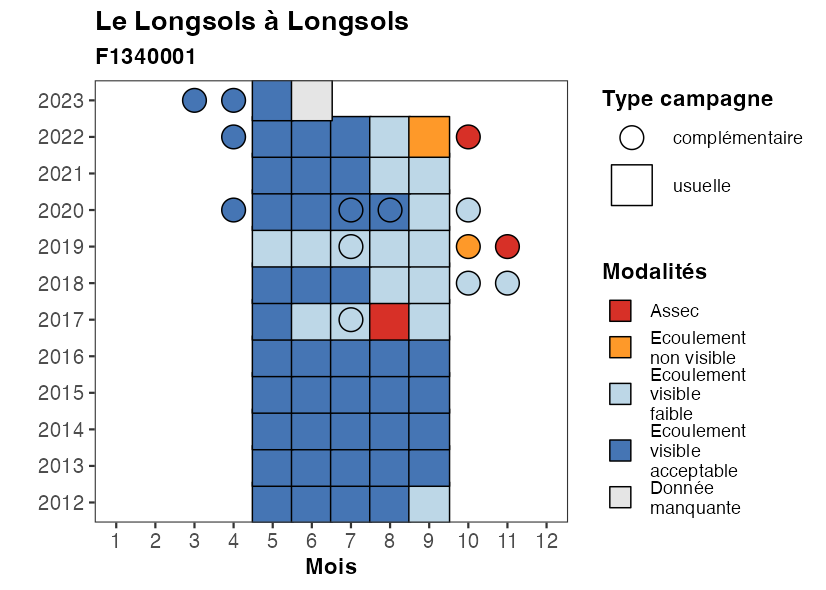 Le Longsols à Longsols
F1340001
2023
2022
2021
2020
2019
2018
2017
2016
2015
2014
2013
2012
1 2 3 4 5 6 7 8 9 10 11 12
Mois
Type campagne
complémentaire
usuelle
Modalités
Assec
Ecoulement
non visible
Ecoulement
visible
faible
Ecoulement
visible
acceptable
Donnée
manquante